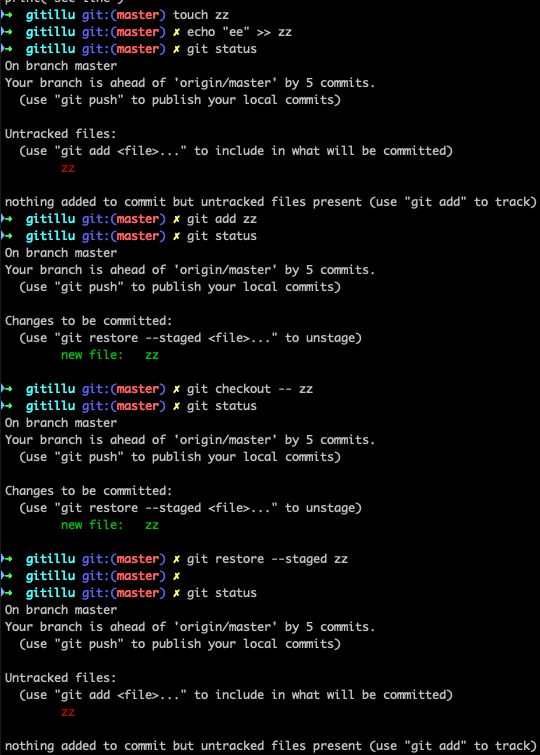 ➜  gitillu git:(master) touch zz
➜  gitillu git:(master) ✗ echo "ee" >> zz
➜  gitillu git:(master) ✗ git status
On branch master
Your branch is ahead of 'origin/master' by 5 commits.
  (use "git push" to publish your local commits)

Untracked files:
  (use "git add <file>..." to include in what will be committed)
        zz

nothing added to commit but untracked files present (use "git add" to track)
➜  gitillu git:(master) ✗ git add zz
➜  gitillu git:(master) ✗ git status
On branch master
Your branch is ahead of 'origin/master' by 5 commits.
  (use "git push" to publish your local commits)

Changes to be committed:
  (use "git restore --staged <file>..." to unstage)
        new file:   zz

➜  gitillu git:(master) ✗ git checkout -- zz
➜  gitillu git:(master) ✗ git status
On branch master
Your branch is ahead of 'origin/master' by 5 commits.
  (use "git push" to publish your local commits)

Changes to be committed:
  (use "git restore --staged <file>..." to unstage)
        new file:   zz

➜  gitillu git:(master) ✗ git restore --staged zz
➜  gitillu git:(master) ✗
➜  gitillu git:(master) ✗ git status
On branch master
Your branch is ahead of 'origin/master' by 5 commits.
  (use "git push" to publish your local commits)

Untracked files:
  (use "git add <file>..." to include in what will be committed)
        zz

nothing added to commit but untracked files present (use "git add" to track)